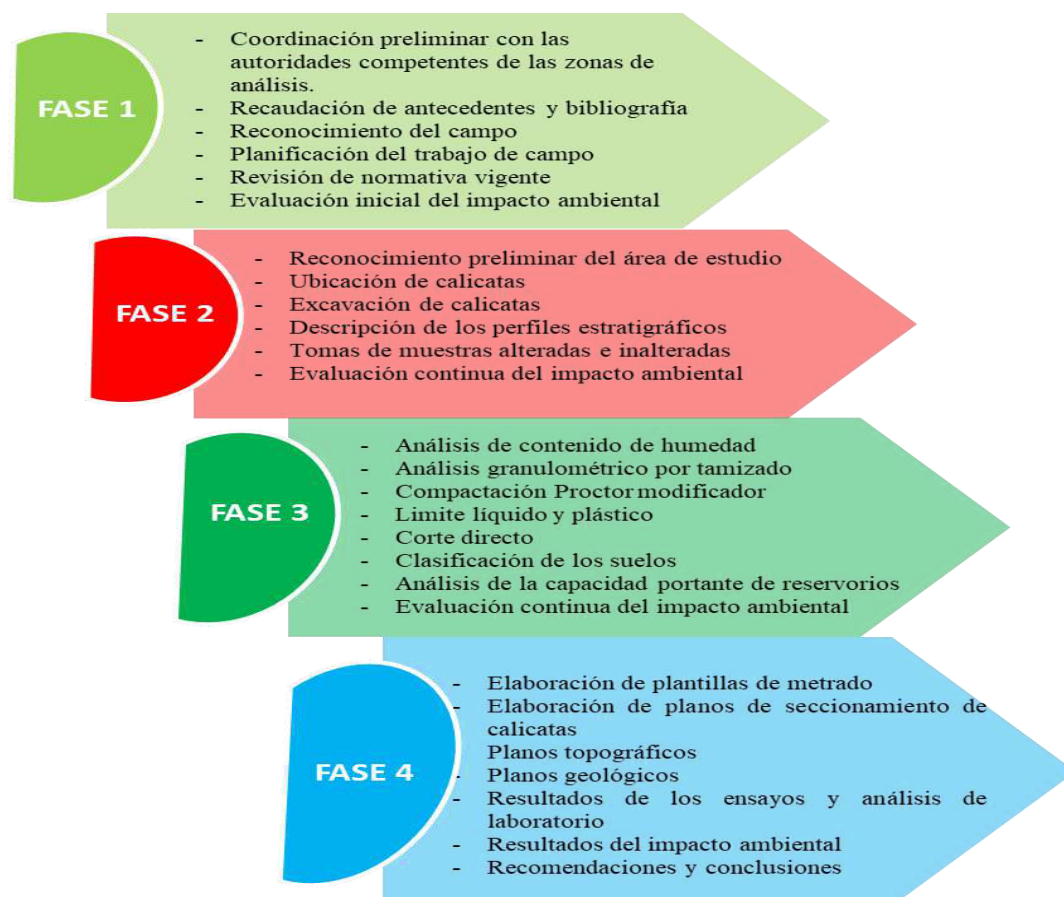 FASE 1
- Coordinación preliminar con las
autoridades competentes de las zonas de
análisis.
- Recaudación de antecedentes y bibliografía
- Reconocimiento del campo
- Planificación del trabajo de campo
- Revisión de normativa vigente
- Evaluación inicial del impacto ambiental
FASE 2
- Reconocimiento preliminar del área de estudio
- Ubicación de calicatas
- Excavación de calicatas
- Descripción de los perfiles estratigráficos
- Tomas de muestras alteradas e inalteradas
- Evaluación continua del impacto ambiental
FASE 3
- Análisis de contenido de humedad
- Análisis granulométrico por tamizado
- Compactación Proctor modificador
- Limite líquido y plástico
- Corte directo
- Clasificación de los suelos
- Análisis de la capacidad portante de reservorios
- Evaluación continua del impacto ambiental
FASE 4
- Elaboración de plantillas de metrado
- Elaboración de planos de seccionamiento de
calicatas
Planos topográficos
- Planos geológicos
- Resultados de los ensayos y análisis de
laboratorio
- Resultados del impacto ambiental
- Recomendaciones y conclusiones